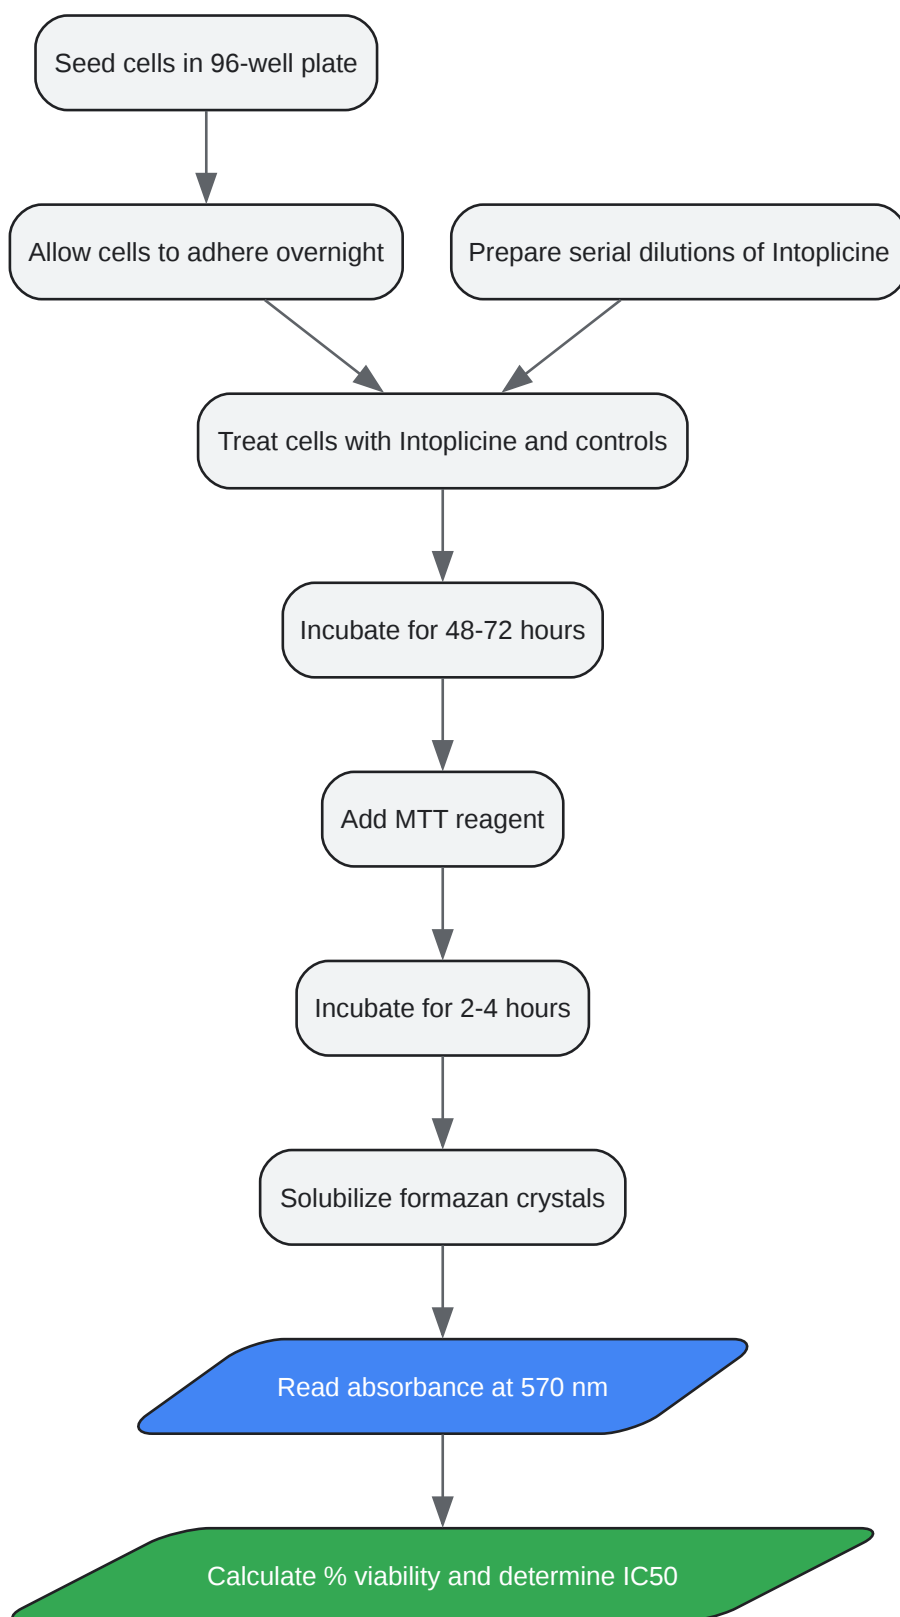 Seed cells in 96-well plate
Allow cells to adhere overnight
Prepare serial dilutions of Intoplicine
Treat cells with Intoplicine and controls
Incubate for 48-72 hours
Add MTT reagent
Incubate for 2-4 hours
Solubilize formazan crystals
Read absorbance at 570 nm
Calculate % viability and determine IC50